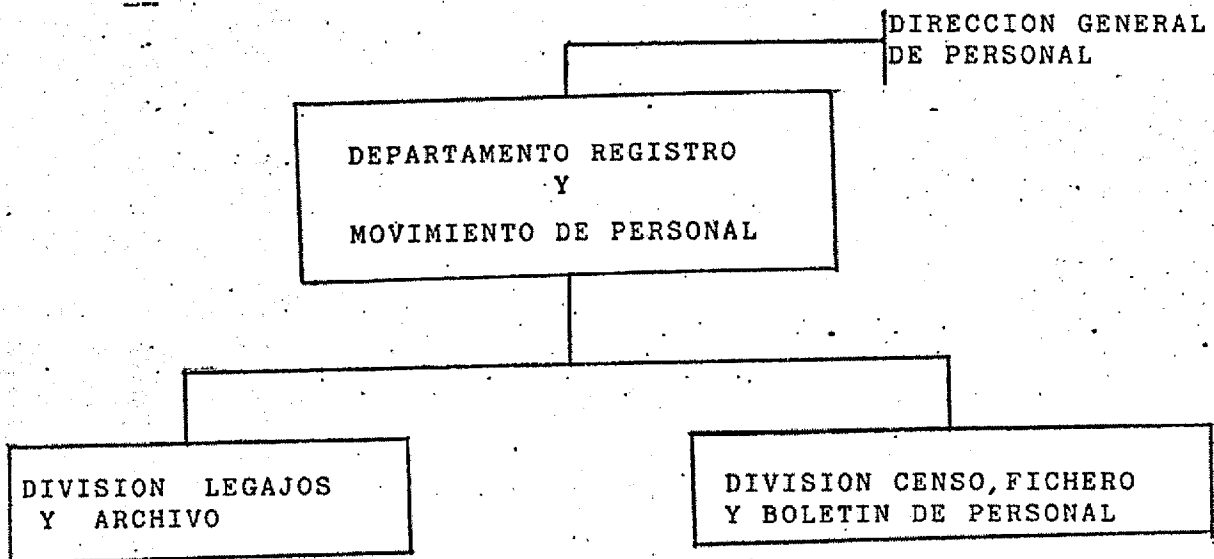 DIRECCION GENERAL
DE PERSONAL
DEPARTAMENTO REGISTRO
Y
MOVIMIENTO DE PERSONAL
DIVISION LEGAJOS
Y ARCHIVO
DIVISION CENSO, FICHERO
Y BOLETIN DE PERSONAL